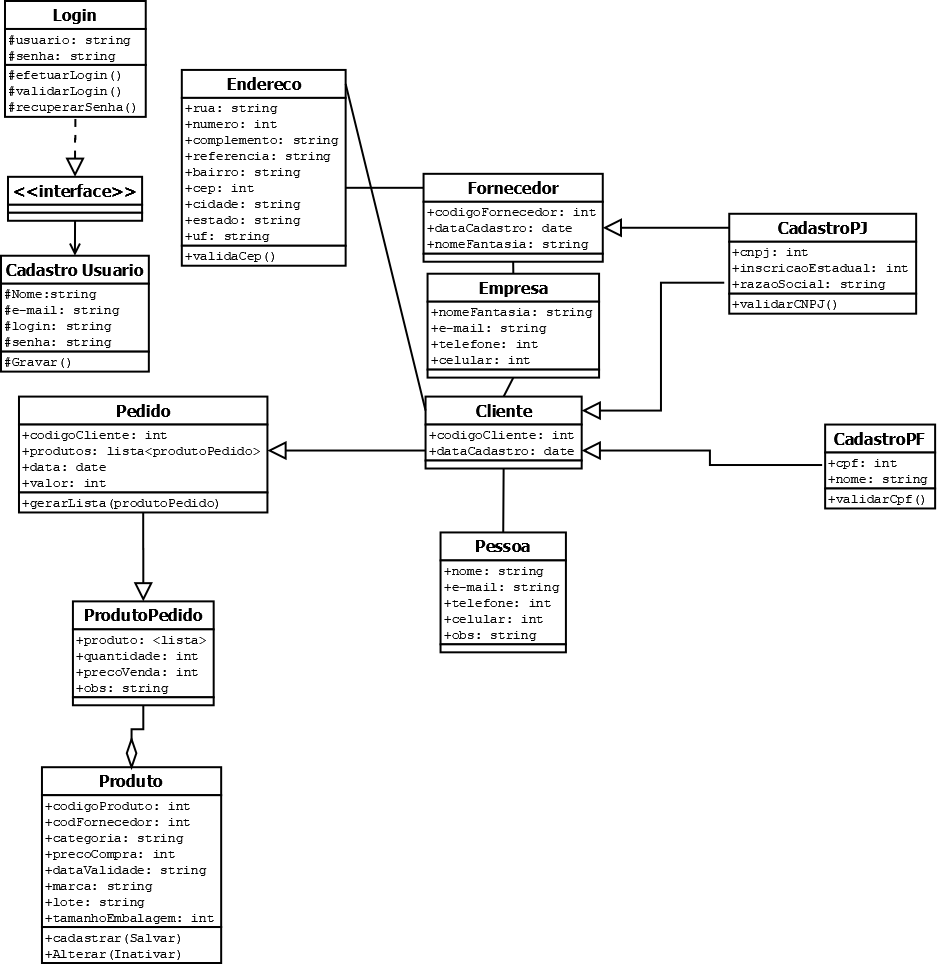 Login
#usuario: string
#senha: string
#efetuarLogin()
#validarLogin()
#recuperarSenha()
<<interface>>
Cadastro Usuario
#Nome:string
#e-mail: string
#login: string
#senha: string
#Gravar()
Endereco
+rua: string
+numero: int
+complemento: string
+referencia: string
+bairro: string
+cep: int
+cidade: string
+estado: string
+uf: string
+validaCep()
Fornecedor
+codigoFornecedor: int
+dataCadastro: date
+nomeFantasia: string
CadastroPJ
+cnpj: int
+inscricaoEstadual: int
+razaoSocial: string
+validarCNPJ()
Empresa
+nomeFantasia: string
+e-mail: string
+telefone: int
+celular: int
Pedido
+codigoCliente: int
+produtos: lista<produtoPedido>
+data: date
+valor: int
+gerarLista(produtoPedido)
Cliente
+codigoCliente: int
+dataCadastro: date
CadastroPF
+cpf: int
+nome: string
+validarCpf()
Pessoa
+nome: string
+e-mail: string
+telefone: int
+celular: int
+obs: string
ProdutoPedido
+produto: <lista>
+quantidade: int
+precoVenda: int
+obs: string
Produto
+codigoProduto: int
+codFornecedor: int
+categoria: string
+precoCompra: int
+dataValidade: string
+marca: string
+lote: string
+tamanhoEmbalagem: int
+cadastrar(Salvar)
+Alterar(Inativar)